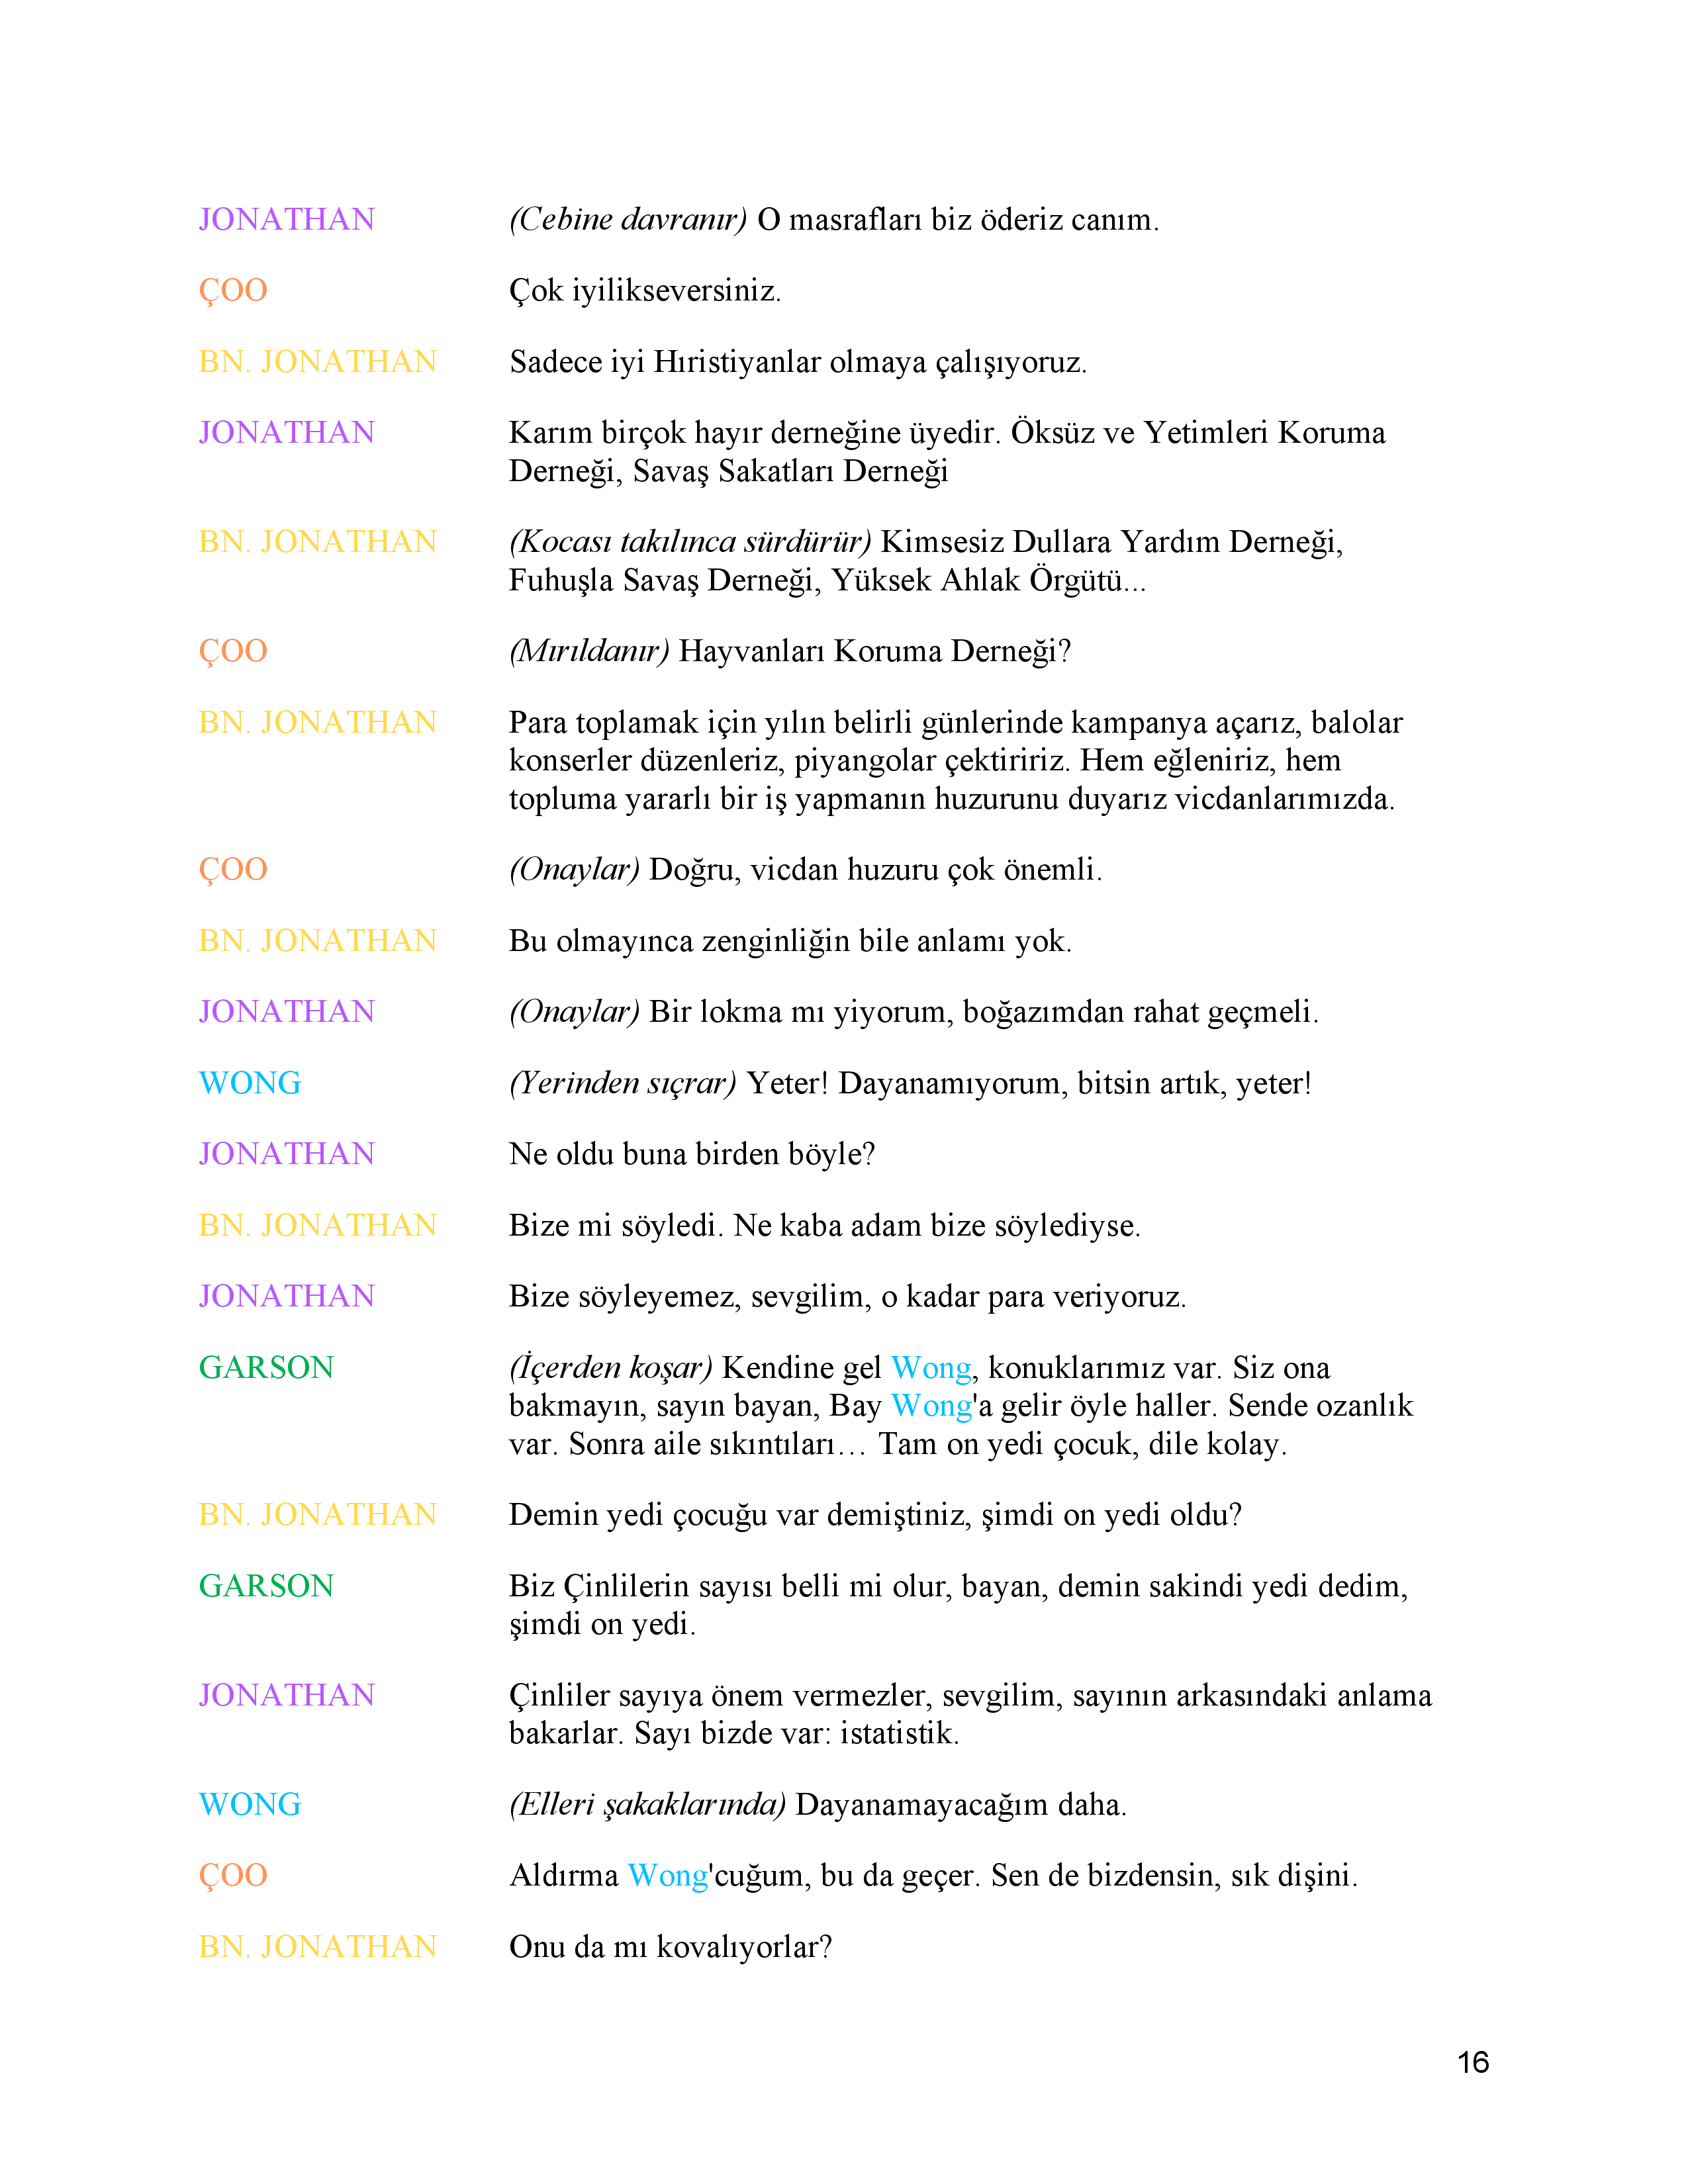 JONATHAN (Cebine davranır) O masrafları biz öderiz canım.
ÇOO Çok iyilikseversiniz.
BN. JONATHAN Sadece iyi Hıristiyanlar olmaya çalışıyoruz.
JONATHAN Karım birçok hayır derneğine üyedir. Öksüz ve Yetimleri Koruma
Derneği, Savaş Sakatları Derneği
BN. JONATHAN (Kocası takılınca sürdürür) Kimsesiz Dullara Yardım Derneği,
Fuhuşla Savaş Derneği, Yüksek Ahlak Örgütü...
ÇOO (Mırıldanır) Hayvanları Koruma Derneği?
BN. JONATHAN Para toplamak için yılın belirli günlerinde kampanya açarız, balolar
konserler düzenleriz, piyangolar çektiririz. Hem eğleniriz, hem
topluma yararlı bir iş yapmanın huzurunu duyarız vicdanlarımızda.
ÇOO (Onaylar) Doğru, vicdan huzuru çok önemli.
BN. JONATHAN Bu olmayınca zenginliğin bile anlamı yok.
JONATHAN (Onaylar) Bir lokma mı yiyorum, boğazımdan rahat geçmeli.
WONG (Yerinden sıçrar) Yeter! Dayanamıyorum, bitsin artık, yeter!
JONATHAN Ne oldu buna birden böyle?
BN. JONATHAN Bize mi söyledi. Ne kaba adam bize söylediyse.
JONATHAN Bize söyleyemez, sevgilim, o kadar para veriyoruz.
GARSON (İçerden koşar) Kendine gel Wong, konuklarımız var. Siz ona
bakmayın, sayın bayan, Bay Wong'a gelir öyle haller. Sende ozanlık
var. Sonra aile sıkıntıları… Tam on yedi çocuk, dile kolay.
BN. JONATHAN Demin yedi çocuğu var demiştiniz, şimdi on yedi oldu?
GARSON Biz Çinlilerin sayısı belli mi olur, bayan, demin sakindi yedi dedim,
şimdi on yedi.
JONATHAN Çinliler sayıya önem vermezler, sevgilim, sayının arkasındaki anlama
bakarlar. Sayı bizde var: istatistik.
WONG (Elleri şakaklarında) Dayanamayacağım daha.
ÇOO Aldırma Wong'cuğum, bu da geçer. Sen de bizdensin, sık dişini.
BN. JONATHAN Onu da mı kovalıyorlar?
16